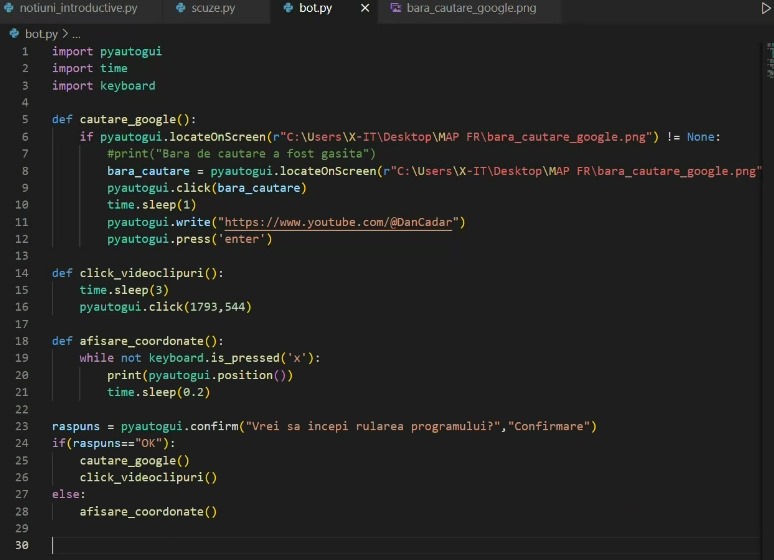 notiuni_introductive.py scuze.py bot.py × bara_cautare_google.png
bot.py > ...
1 import pyautogui
2 import time
3 import keyboard
4
5 def cautare_google():
6     if pyautogui.locateOnScreen(r"C:\Users\X-IT\Desktop\MAP FR\bara_cautare_google.png") != None:
7         #print("Bara de cautare a fost gasita")
8         bara_cautare = pyautogui.locateOnScreen(r"C:\Users\X-IT\Desktop\MAP FR\bara_cautare_google.png"
9         pyautogui.click(bara_cautare)
10         time.sleep(1)
11         pyautogui.write("https://www.youtube.com/@DanCadar")
12         pyautogui.press('enter')
13
14 def click_videoclipuri():
15     time.sleep(3)
16     pyautogui.click(1793,544)
17
18 def afisare_coordonate():
19     while not keyboard.is_pressed('x'):
20         print(pyautogui.position())
21         time.sleep(0.2)
22
23 raspuns = pyautogui.confirm("Vrei sa incepi rularea programului?","Confirmare")
24 if(raspuns=="OK"):
25     cautare_google()
26     click_videoclipuri()
27 else:
28     afisare_coordonate()
29
30